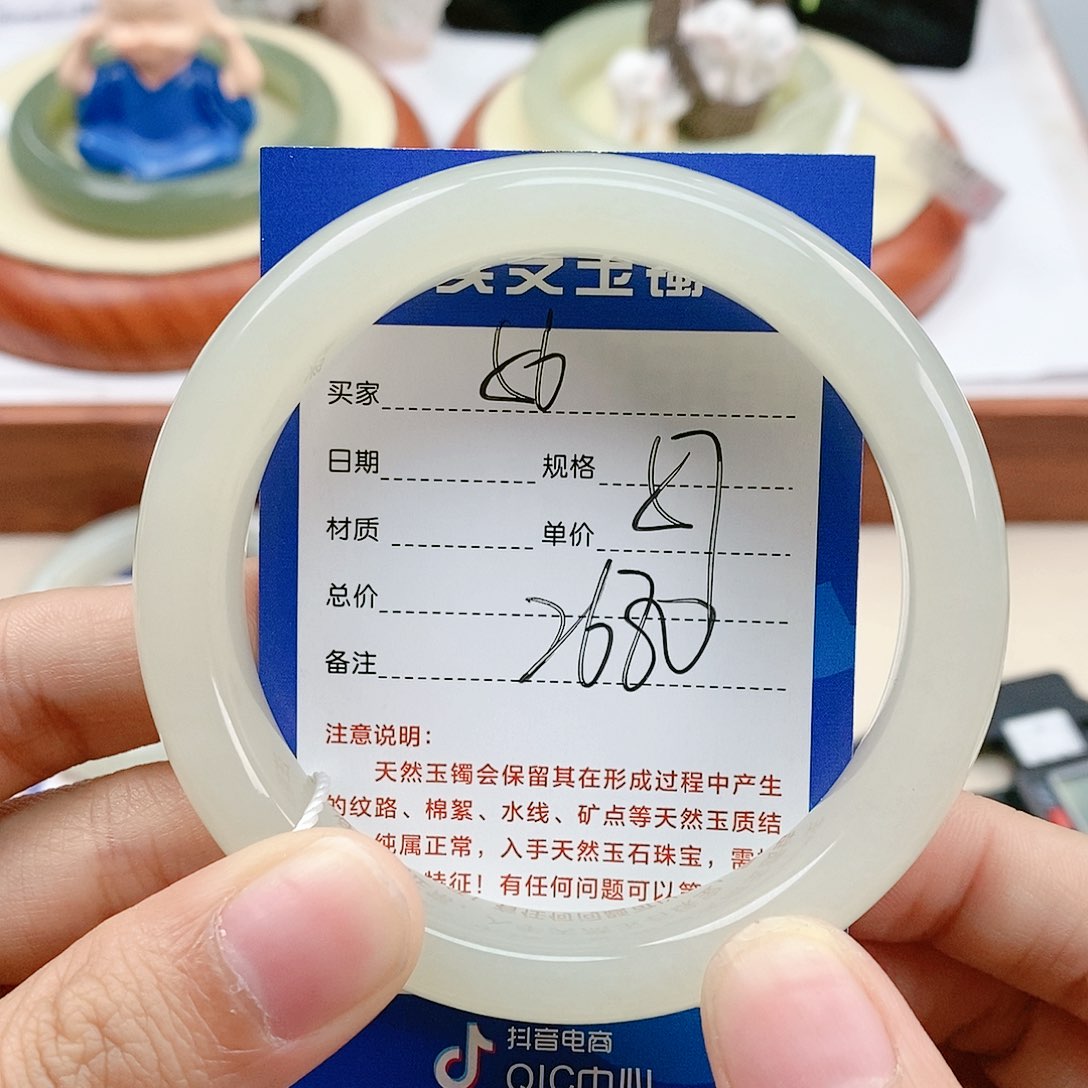 玉镯
买家
日期 规格
材质 单价
总价 2680
备注
注意说明：
天然玉镯会保留其在形成过程中产生
的纹路、棉絮、水线、矿点等天然玉质结
纯属正常，入手天然玉石珠宝，需
特征！有任何问题可以
抖音电商
QIC中心